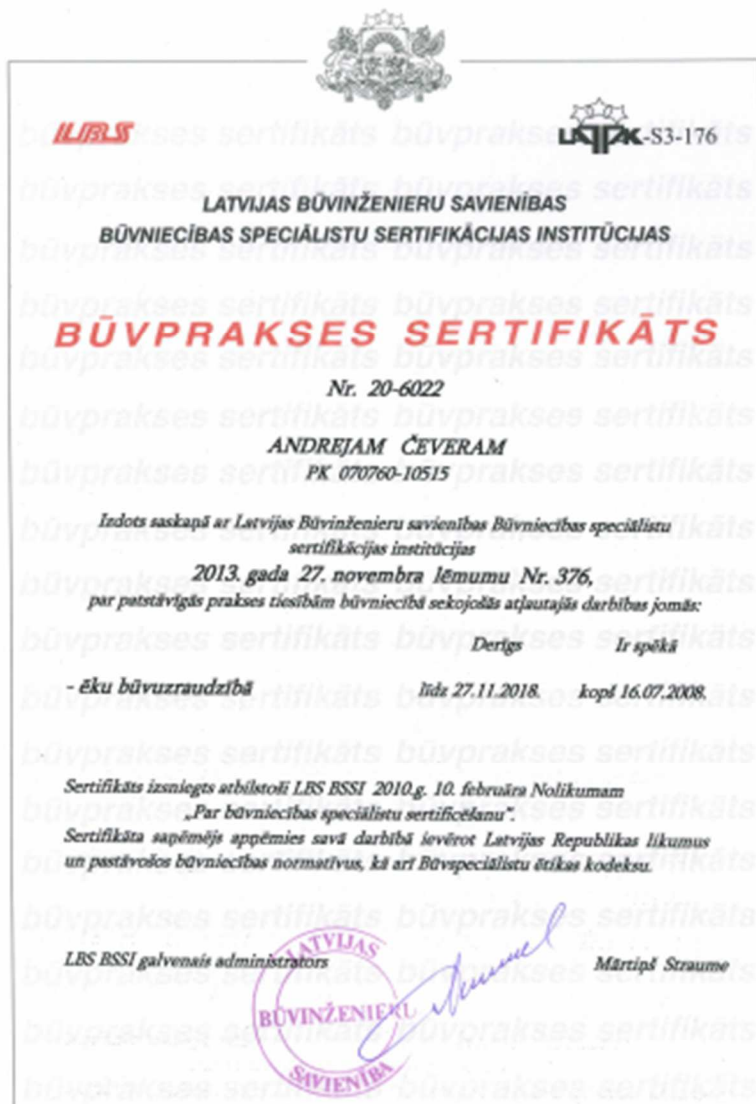 LBS
LATAK-S3-176
LATVIJAS BŪVINŽENIERU SAVIENĪBAS
BŪVNIECĪBAS SPECIĀLISTU SERTIFIKĀCIJAS INSTITŪCIJAS
BŪVPRAKSES SERTIFIKĀTS
Nr. 20-6022
ANDREJAM ČEVERAM
PK 070760-10515
Izdots saskaņā ar Latvijas Būvinženieru savienības Būvniecības speciālistu
sertifikācijas institūcijas
2013. gada 27. novembra lēmumu Nr. 376.
par patstāvīgās prakses tiesībām būvniecībā sekojošās atļautajās darbības jomās:
Derīgs Ir spēkā
- ēku būvuzraudzībā līdz 27.11.2018. kopš 16.07.2008.
Sertifikāts izsniegts atbilstoši LBS BSSI 2010.g. 10. februāra Nolikumam
„Par būvniecības speciālistu sertificēšanu".
Sertifikāta saņēmējs apņēmies savā darbībā ievērot Latvijas Republikas likumus
un pastāvošos būvniecības normatīvus, kā arī Būvspeciālistu ētikas kodeksu.
LBS BSSI galvenais administrators Mārtiņš Straume
LATVIJAS
BŪVINŽENIERU
SAVIENĪBA